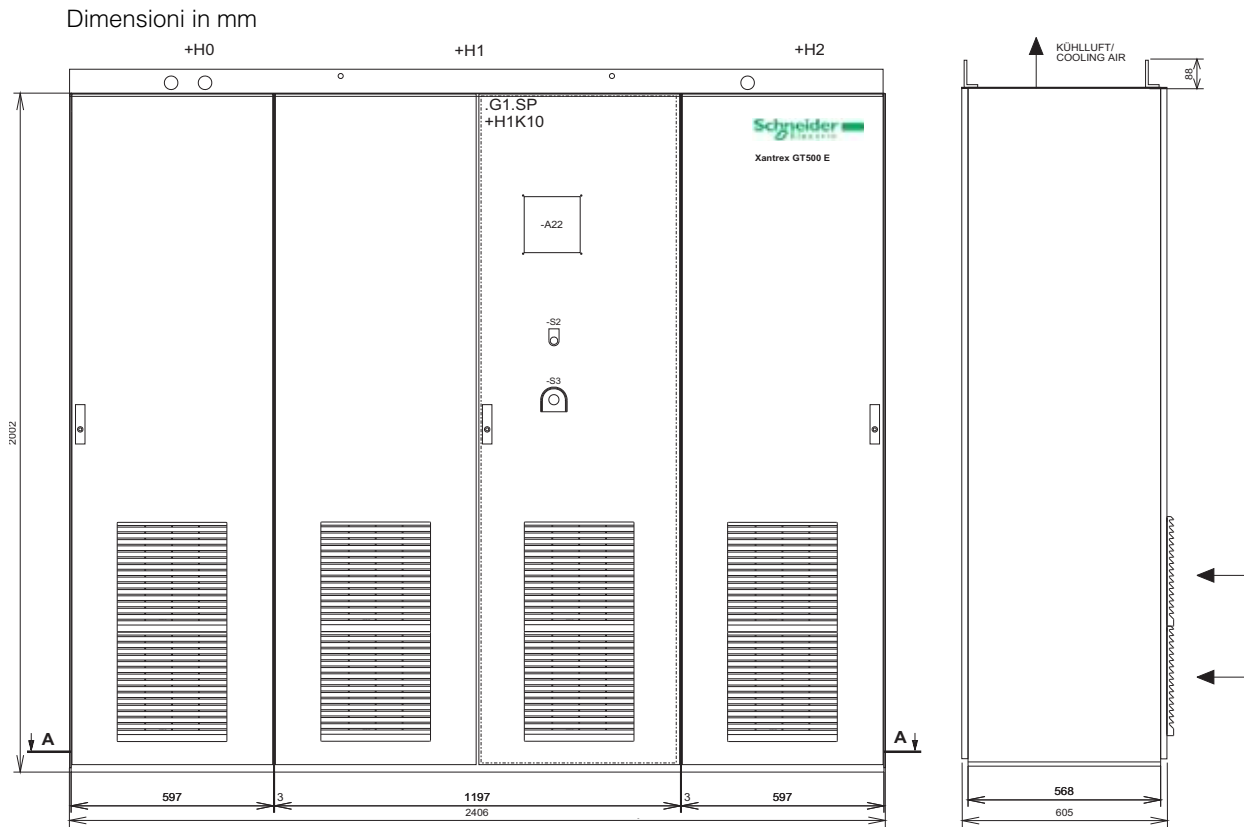 Dimensioni in mm
+H0
+H1
+H2
KÜHLLUFT/
COOLING AIR
88
.G1.SP
+H1K10
Schneider
Electric
Xantrex GT500 E
-A22
-S2
-S3
2002
A
A
597
3
1197
3
597
2406
568
605